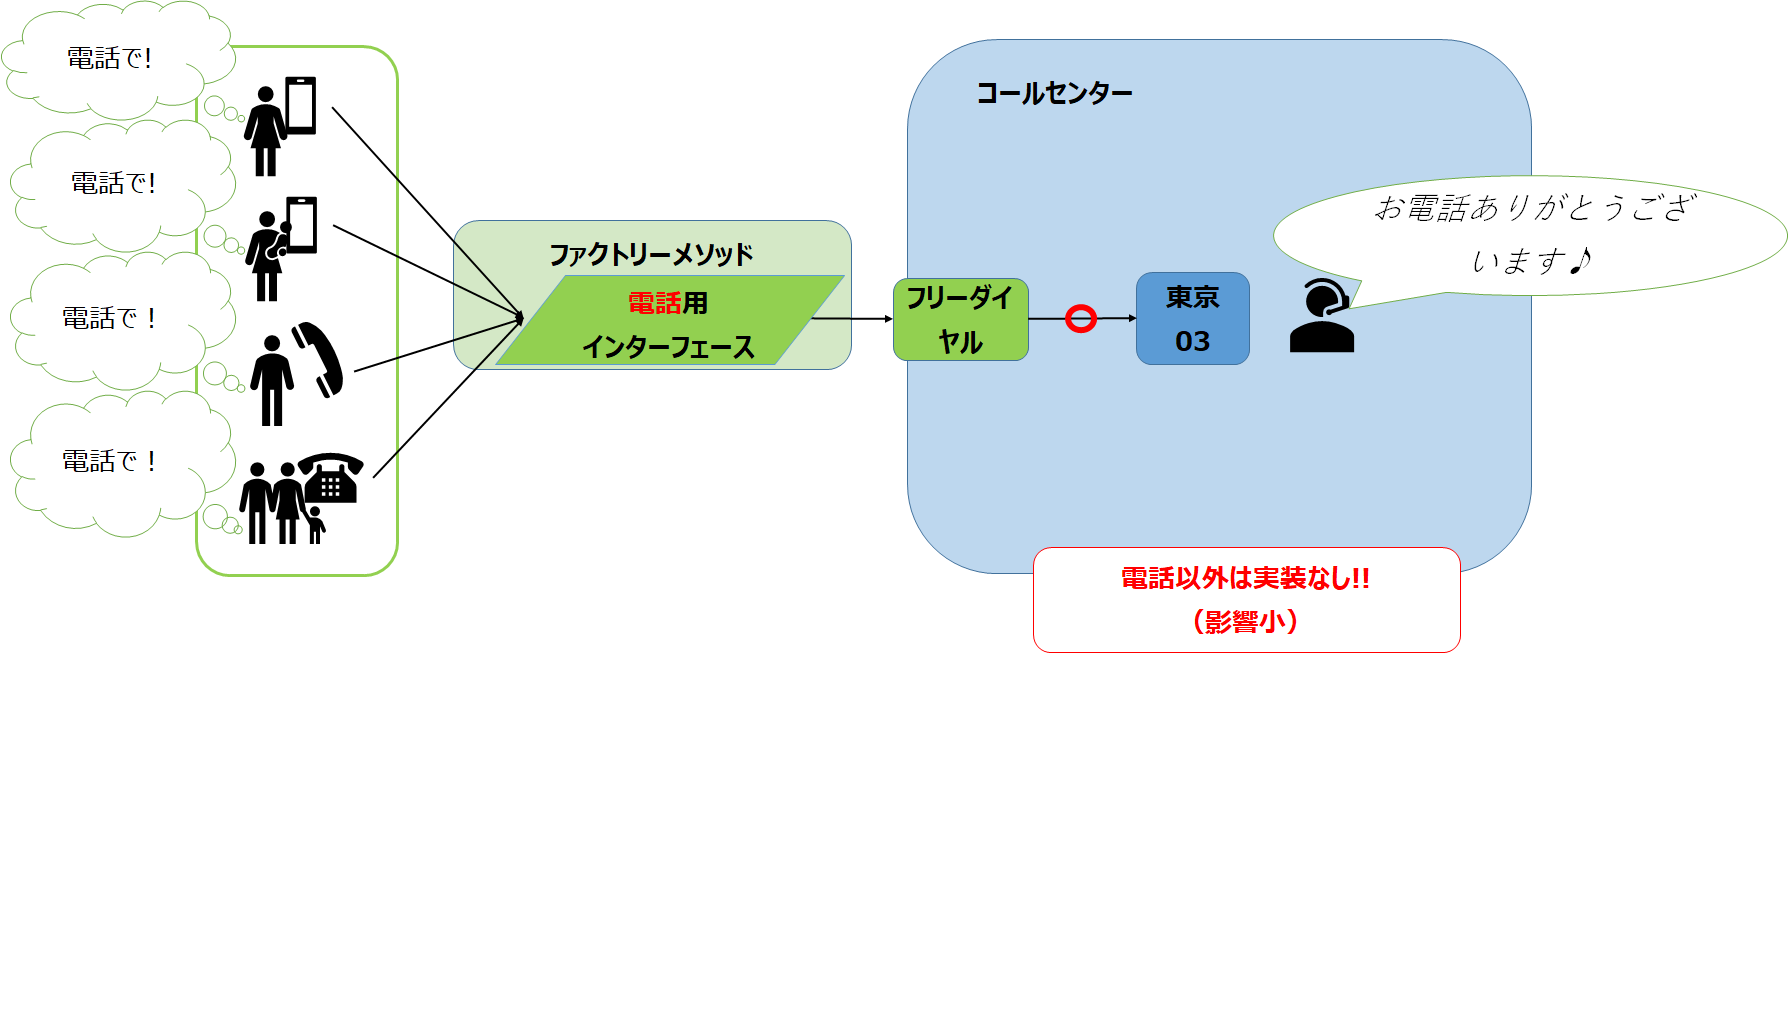 電話で!
電話で!
電話で！
電話で！
ファクトリーメソッド
電話用
インターフェース
コールセンター
フリーダイ
ヤル
東京
03
お電話ありがとうござ
います♪
電話以外は実装なし!!
（影響小）